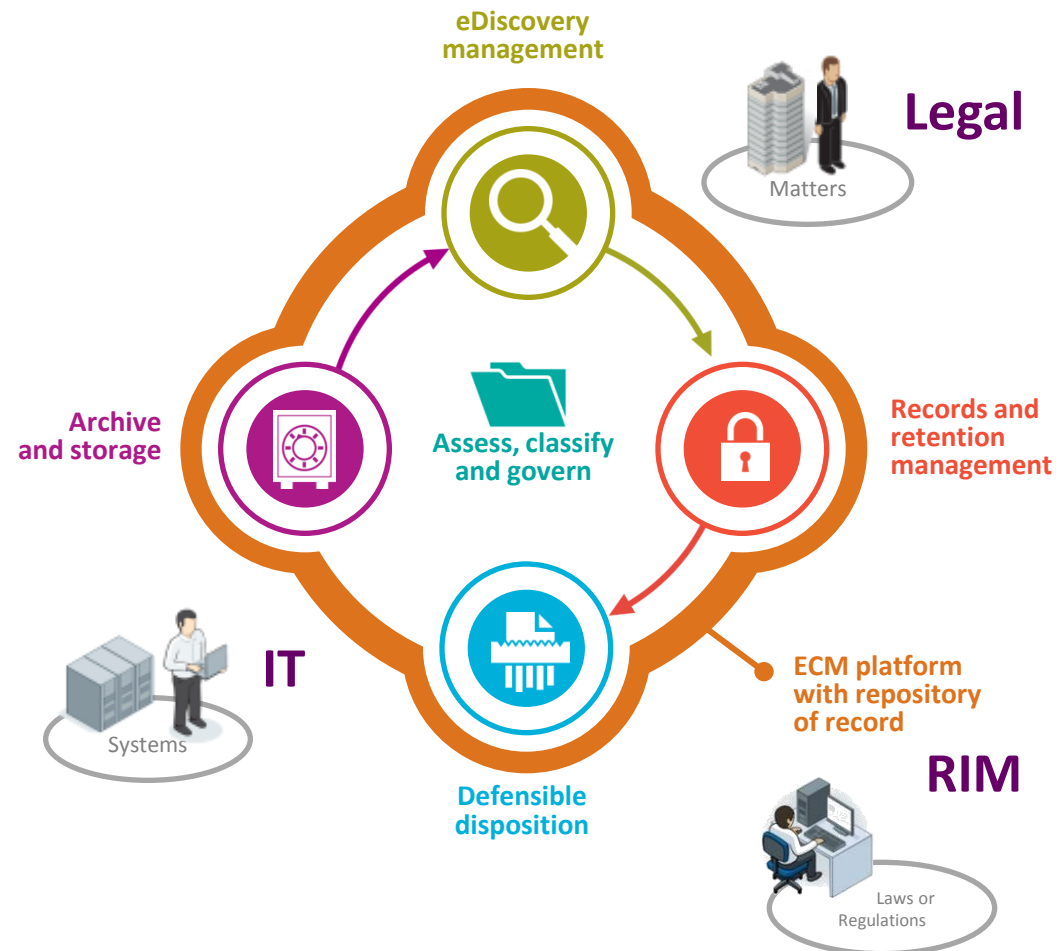 eDiscovery
management
Legal
Matters
Archive
and storage
Assess, classify
and govern
Records and
retention
management
IT
Systems
ECM platform
with repository
of record
Defensible
disposition
RIM
Laws or
Regulations